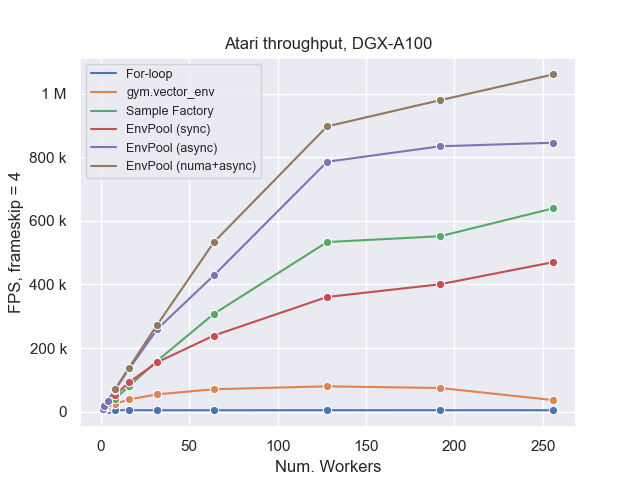 Atari throughput, DGX-A100
For-loop
gym.vector_env
Sample Factory
EnvPool (sync)
EnvPool (async)
EnvPool (numa+async)
1 M
800 k
600 k
400 k
200 k
0
FPS, frameskip = 4
0 50 100 150 200 250
Num. Workers